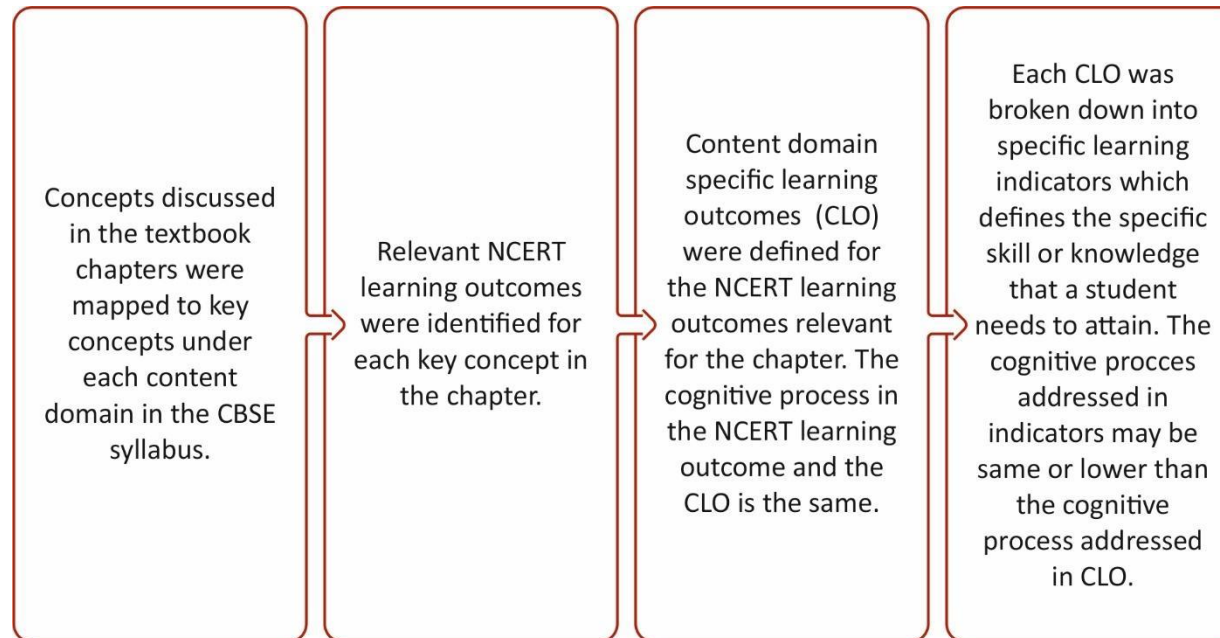 Concepts discussed
in the textbook
chapters were
mapped to key
concepts under
each content
domain in the CBSE
syllabus.
Relevant NCERT
learning outcomes
were identified for
each key concept in
the chapter.
Content domain
specific learning
outcomes (CLO)
were defined for
the NCERT learning
outcomes relevant
for the chapter. The
cognitive process in
the NCERT learning
outcome and the
CLO is the same.
Each CLO was
broken down into
specific learning
indicators which
defines the specific
skill or knowledge
that a student
needs to attain. The
cognitive procces
addressed in
indicators may be
same or lower than
the cognitive
process addressed
in CLO.